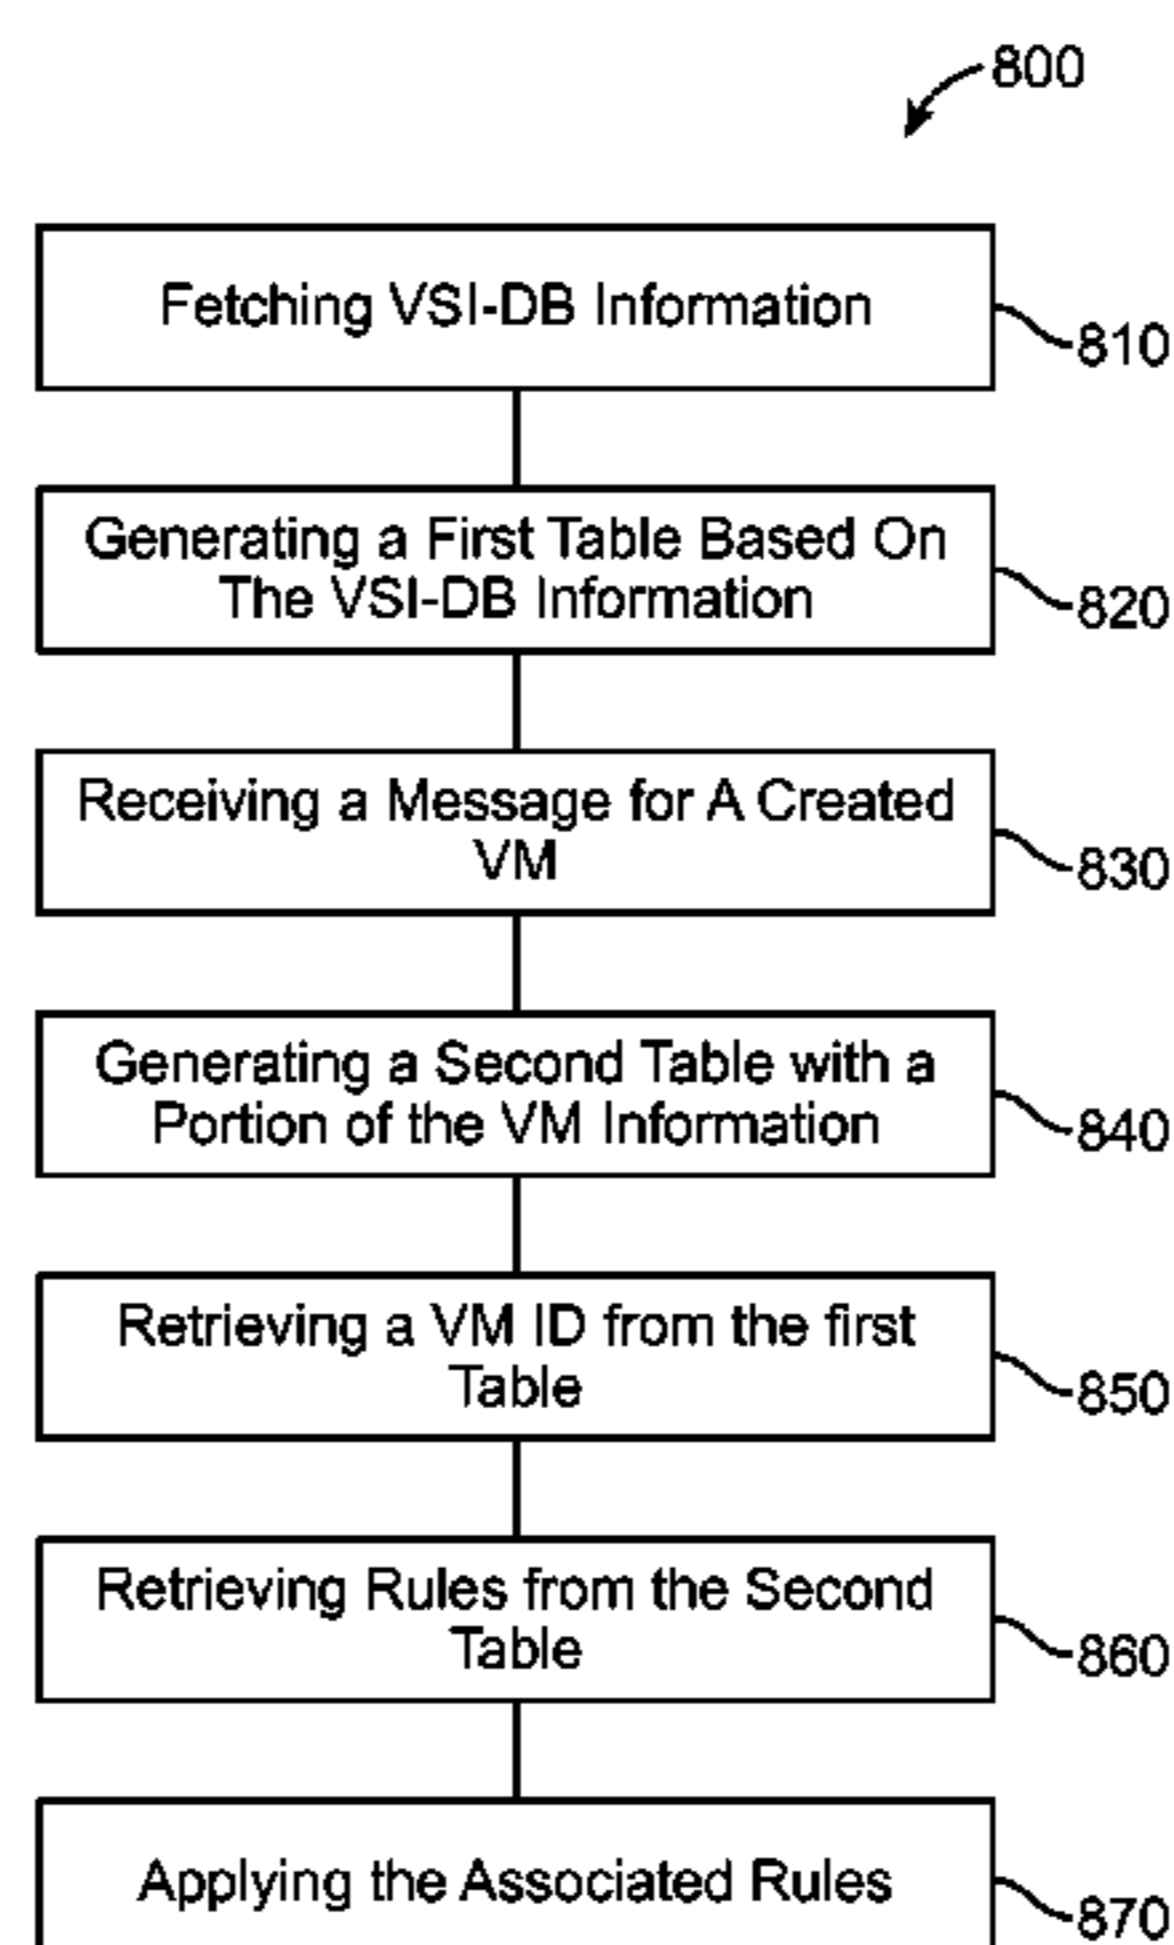 800
Fetching VSI-DB Information
810
Generating a First Table Based On
The VSI-DB Information
820
Receiving a Message for A Created
VM
830
Generating a Second Table with a
Portion of the VM Information
840
Retrieving a VM ID from the first
Table
850
Retrieving Rules from the Second
Table
860
Applying the Associated Rules
870